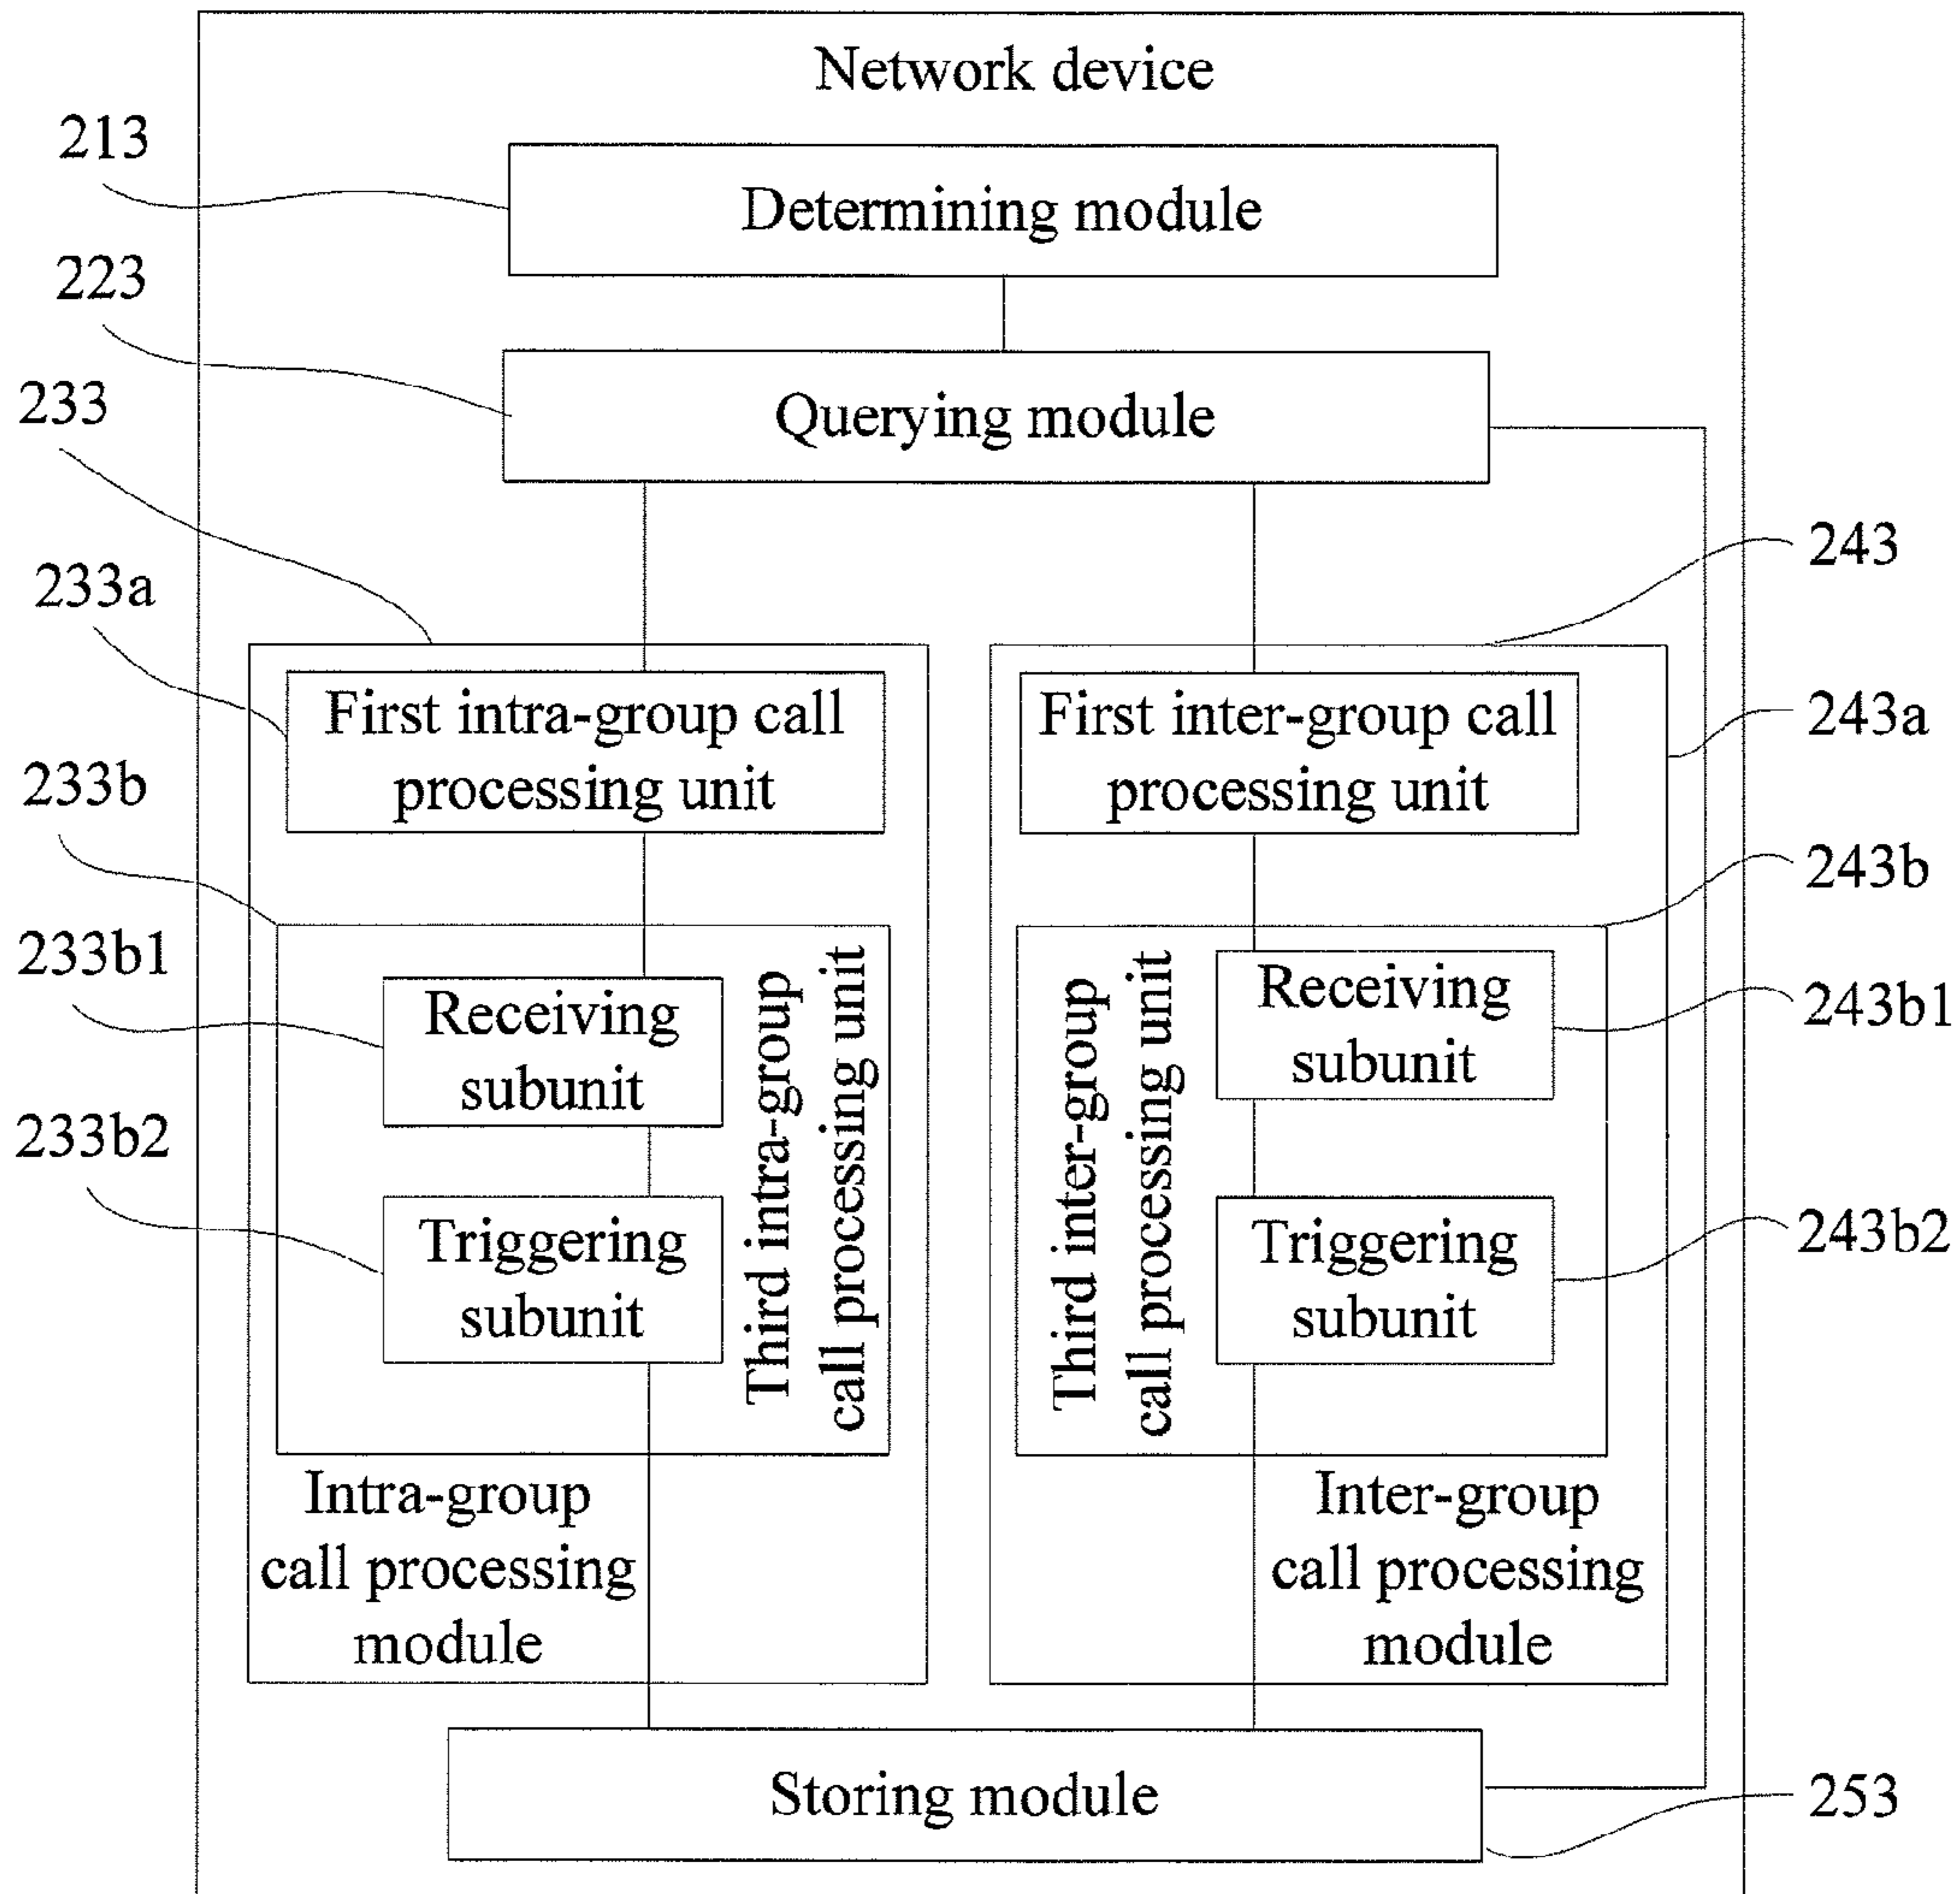 Network device
213
Determining module
223
Querying module
233
243
233a
First intra-group call
processing unit
First inter-group call
processing unit
243a
233b
243b
233b1
Receiving
subunit
Third intra-group
call processing unit
Third inter-group
call processing unit
Receiving
subunit
243b1
233b2
Triggering
subunit
Triggering
subunit
243b2
Intra-group
call processing
module
Inter-group
call processing
module
Storing module
253